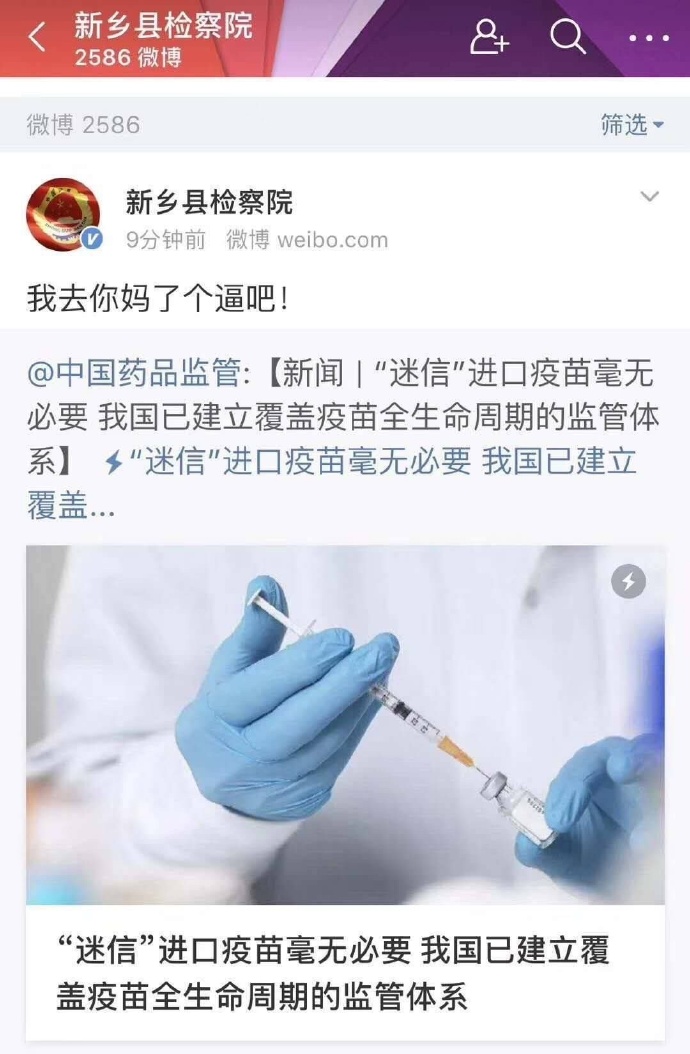 新乡县检察院
2586 微博
微博 2586
筛选
新乡县检察院
9分钟前 微博 weibo.com
我去你妈了个逼吧！
@中国药品监管:【新闻 | “迷信”进口疫苗毫无
必要 我国已建立覆盖疫苗全生命周期的监管体
系】 “迷信”进口疫苗毫无必要 我国已建立
覆盖...
“迷信”进口疫苗毫无必要 我国已建立覆
盖疫苗全生命周期的监管体系